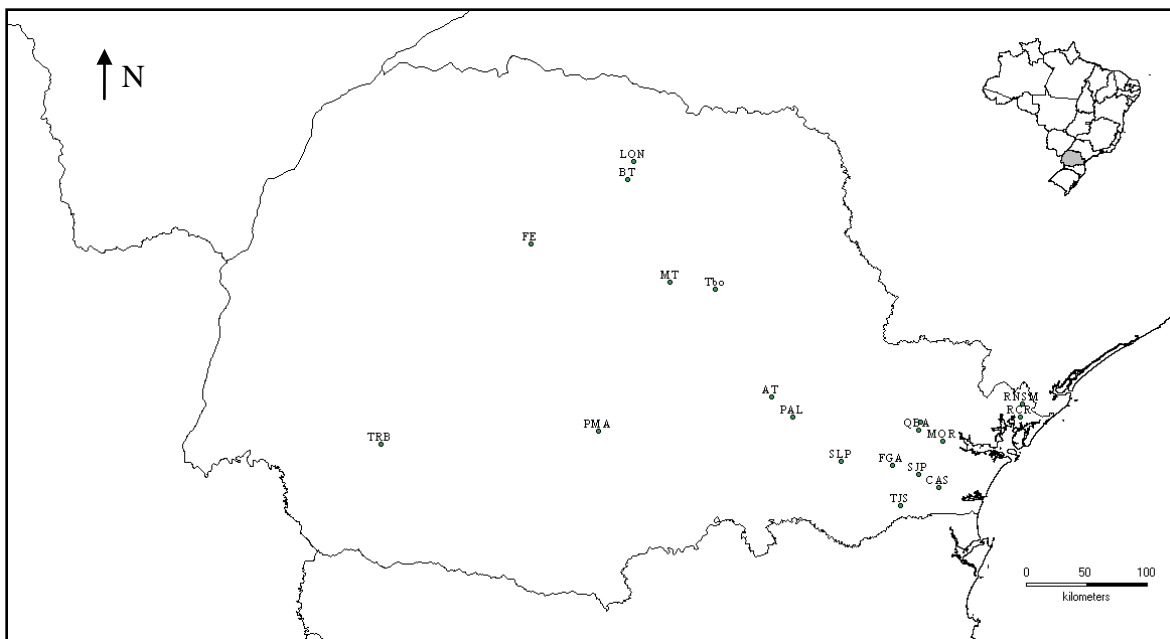 N
LON
BT
FE
MT
Tbo
AT
RNSM
PAL
RCR
PMA
QBA
TRB
MOR
SLP
FGA
SJP
CAS
TJS
0 50 100
kilometers